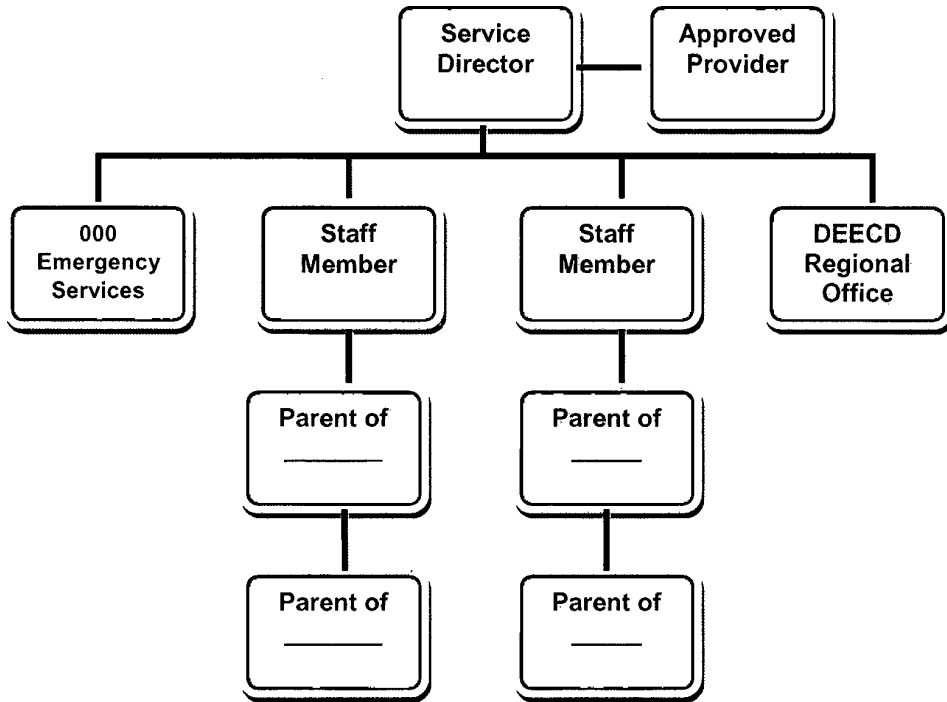 Service
Director
Approved
Provider
000
Emergency
Services
Staff
Member
Staff
Member
DEECD
Regional
Office
Parent of
Parent of
Parent of
Parent of